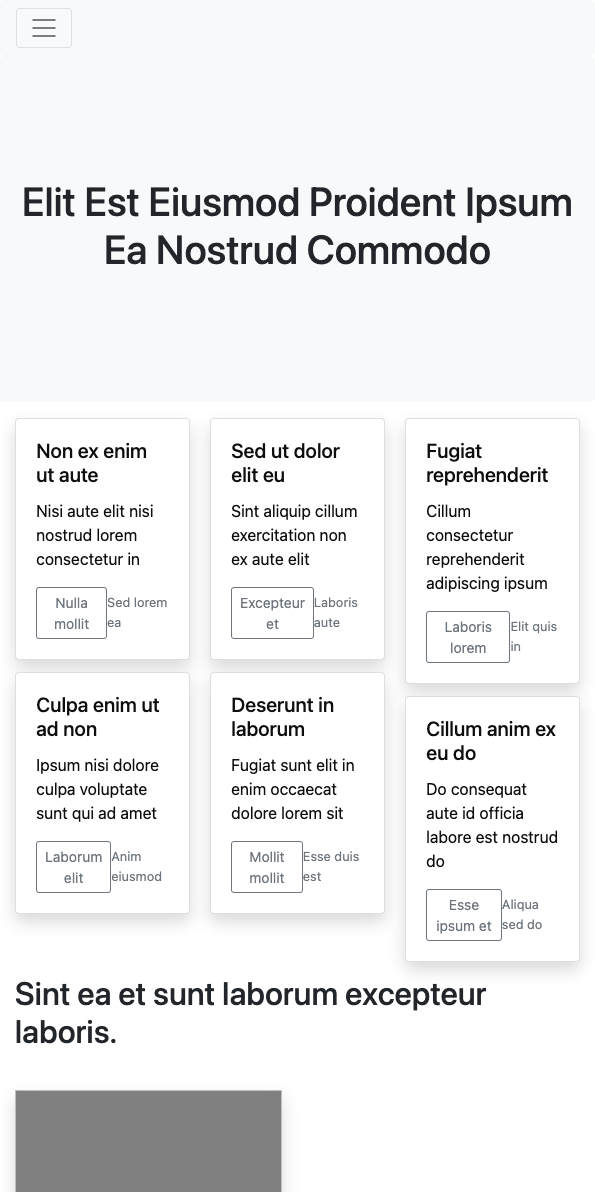 Elit Est Eiusmod Proident Ipsum
Ea Nostrud Commodo
Non ex enim
ut aute
Nisi aute elit nisi
nostrud lorem
consectetur in
Nulla
mollit
Sed lorem
ea
Sed ut dolor
elit eu
Sint aliquip cillum
exercitation non
ex aute elit
Excepteur
et
Laboris
aute
Fugiat
reprehenderit
Cillum
consectetur
reprehenderit
adipiscing ipsum
Laboris
lorem
Elit quis
in
Culpa enim ut
ad non
Ipsum nisi dolore
culpa voluptate
sunt qui ad amet
Laborum
elit
Anim
eiusmod
Deserunt in
laborum
Fugiat sunt elit in
enim occaecat
dolore lorem sit
Mollit
mollit
Esse duis
est
Cillum anim ex
eu do
Do consequat
aute id officia
labore est nostrud
do
Esse
ipsum et
Aliqua
sed do
Sint ea et sunt laborum excepteur
laboris.